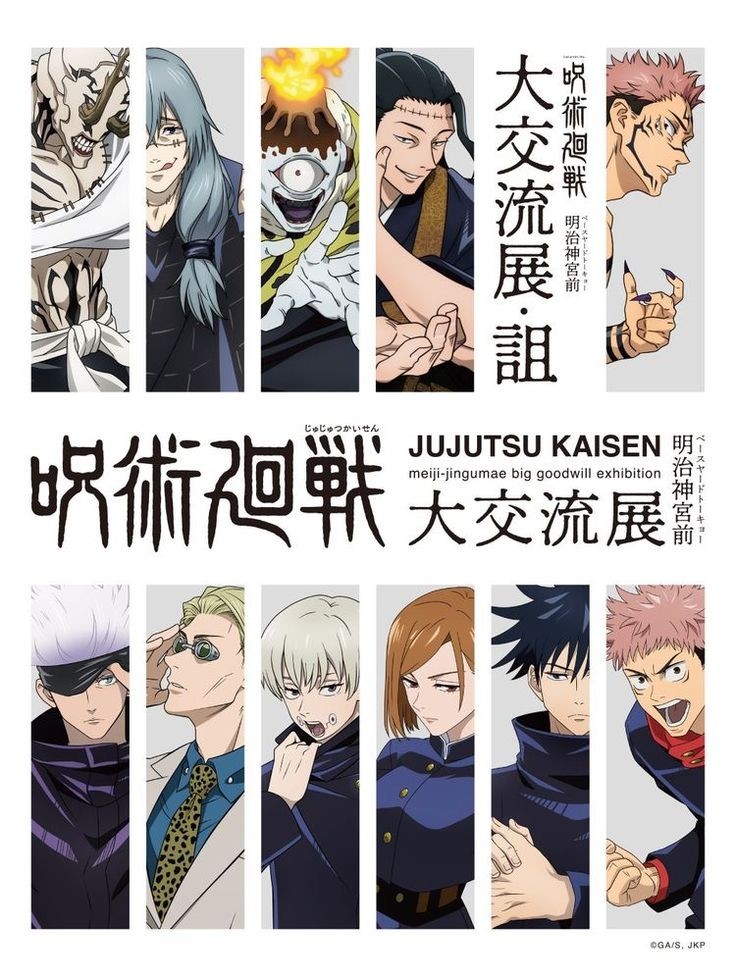 呪術廻戦
大交流展・詛
ベースヤードトーキョー
明治神宮前
じゅじゅつかいせん
呪術廻戦
JUJUTSU KAISEN
meiji-jingumae big goodwill exhibition
大交流展
ベースヤードトーキョー
明治神宮前
©GA/S, JKP